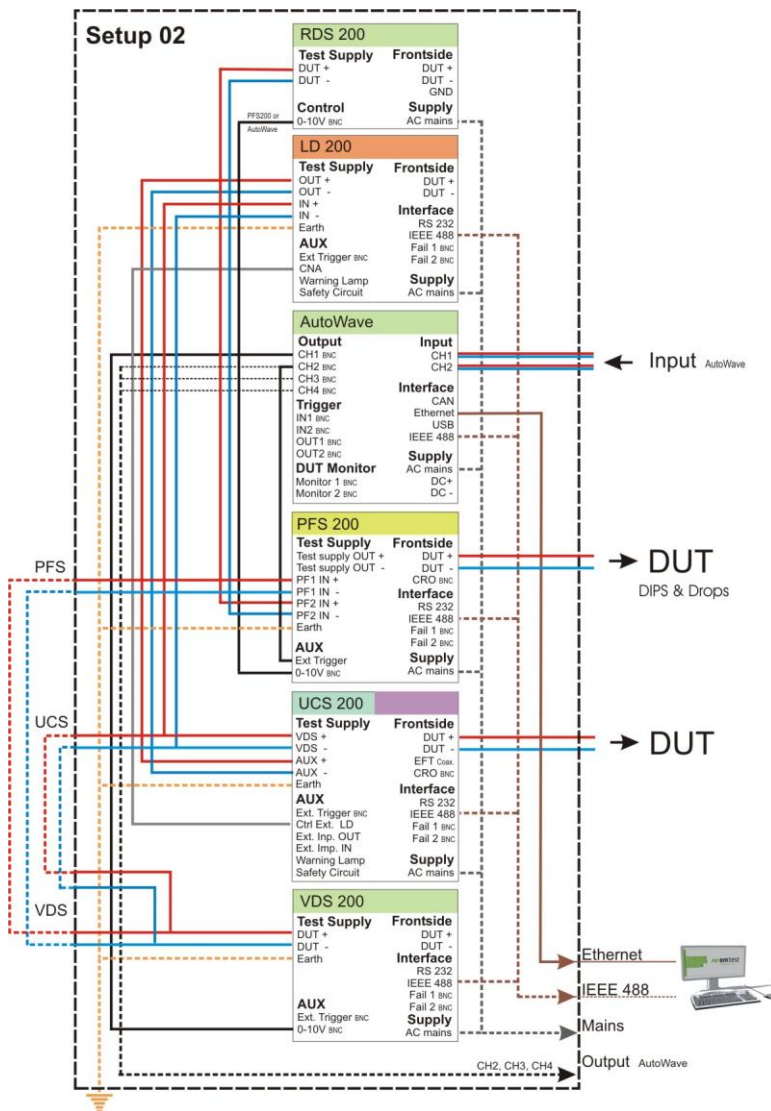 Setup 02
RDS 200
Test Supply Frontside
DUT + DUT +
DUT - DUT -
GND
Control Supply
PFS200 or AutoWave
0-10V BNC AC mains
LD 200
Test Supply Frontside
OUT + DUT +
OUT - DUT -
IN + Interface
IN - RS 232
Earth IEEE 488
AUX Fail 1 BNC
Ext Trigger BNC Fail 2 BNC
CNA
Warning Lamp Supply
Safety Circuit AC mains
AutoWave
Output Input
CH1 BNC CH1
CH2 BNC CH2
CH3 BNC Interface
CH4 BNC CAN
Trigger Ethernet
IN1 BNC USB
IN2 BNC IEEE 488
OUT1 BNC
OUT2 BNC Supply
DUT Monitor AC mains
Monitor 1 BNC DC+
Monitor 2 BNC DC -
Input AutoWave
PFS 200
Test Supply Frontside
Test supply OUT + DUT +
Test supply OUT - DUT -
PF1 IN + CRO BNC
PF1 IN - Interface
PF2 IN + RS 232
PF2 IN - IEEE 488
Earth Fail 1 BNC
Fail 2 BNC
AUX
Ext Trigger Supply
0-10V BNC AC mains
PFS
DUT
DIPS & Drops
UCS 200
Test Supply Frontside
VDS + DUT +
VDS - DUT -
AUX + EFT Coax.
AUX - CRO BNC
Earth Interface
AUX RS 232
Ext. Trigger BNC IEEE 488
Ctrl Ext. LD Fail 1 BNC
Ext. Inp. OUT Fail 2 BNC
Ext. Imp. IN
Warning Lamp Supply
Safety Circuit AC mains
UCS
DUT
VDS 200
Test Supply Frontside
DUT + DUT +
DUT - DUT -
Earth Interface
RS 232
IEEE 488
AUX Fail 1 BNC
Ext. Trigger BNC Fail 2 BNC
Supply
0-10V BNC AC mains
VDS
Ethernet
IEEE 488
Mains
CH2, CH3, CH4
Output AutoWave